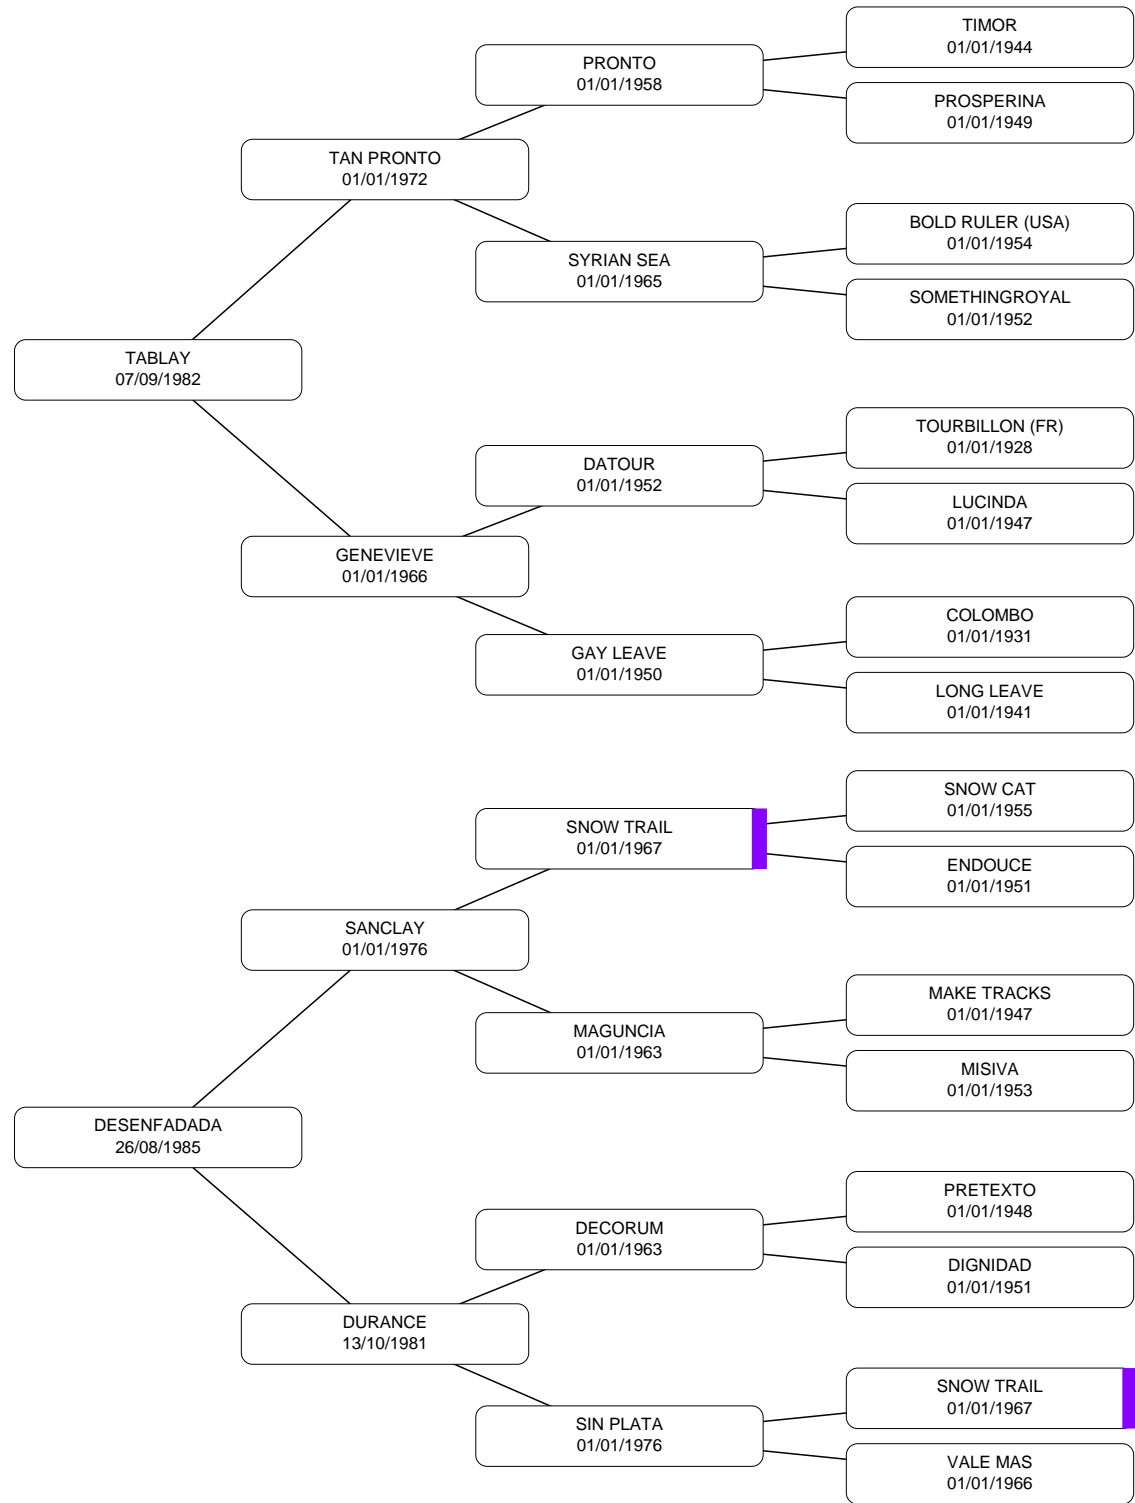 TIMOR
01/01/1944
PRONTO
01/01/1958
PROSPERINA
01/01/1949
TAN PRONTO
01/01/1972
BOLD RULER (USA)
01/01/1954
SYRIAN SEA
01/01/1965
SOMETHINGROYAL
01/01/1952
TABLAY
07/09/1982
TOURBILLON (FR)
01/01/1928
DATOUR
01/01/1952
LUCINDA
01/01/1947
GENEVIEVE
01/01/1966
COLOMBO
01/01/1931
GAY LEAVE
01/01/1950
LONG LEAVE
01/01/1941
SNOW CAT
01/01/1955
SNOW TRAIL
01/01/1967
ENDOUCE
01/01/1951
SANCLAY
01/01/1976
MAKE TRACKS
01/01/1947
MAGUNCIA
01/01/1963
MISIVA
01/01/1953
DESENFADADA
26/08/1985
PRETEXTO
01/01/1948
DECORUM
01/01/1963
DIGNIDAD
01/01/1951
DURANCE
13/10/1981
SNOW TRAIL
01/01/1967
SIN PLATA
01/01/1976
VALE MAS
01/01/1966